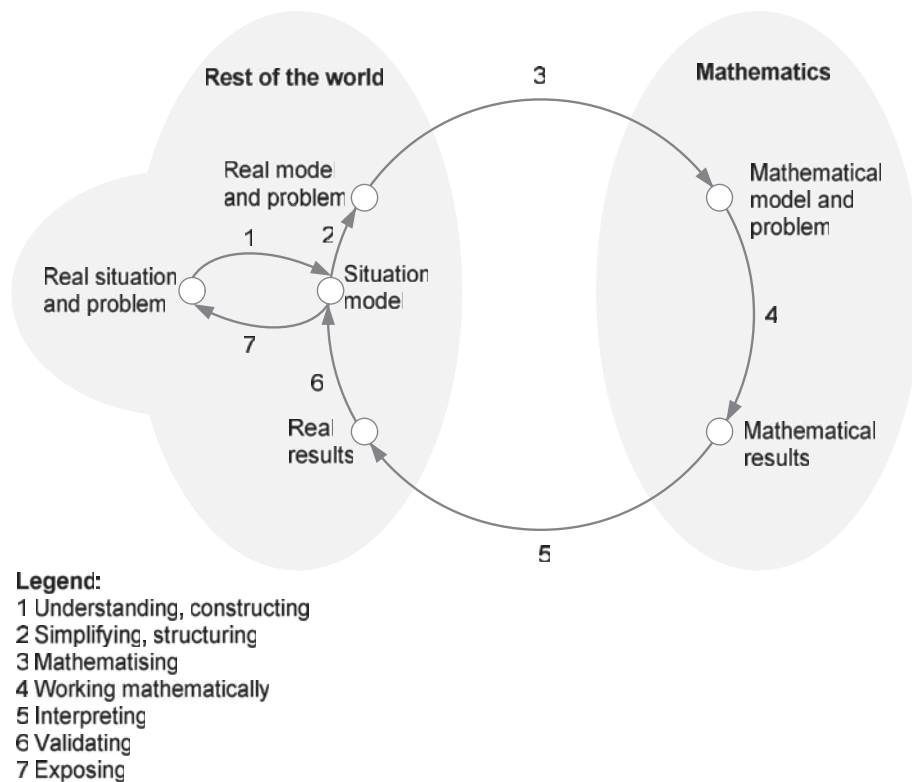 Rest of the world
Mathematics
3
Real model
and problem
Mathematical
model and
problem
2
1
Real situation
and problem
Situation
model
7
4
6
Real
results
Mathematical
results
5
Legend:
1 Understanding, constructing
2 Simplifying, structuring
3 Mathematising
4 Working mathematically
5 Interpreting
6 Validating
7 Exposing